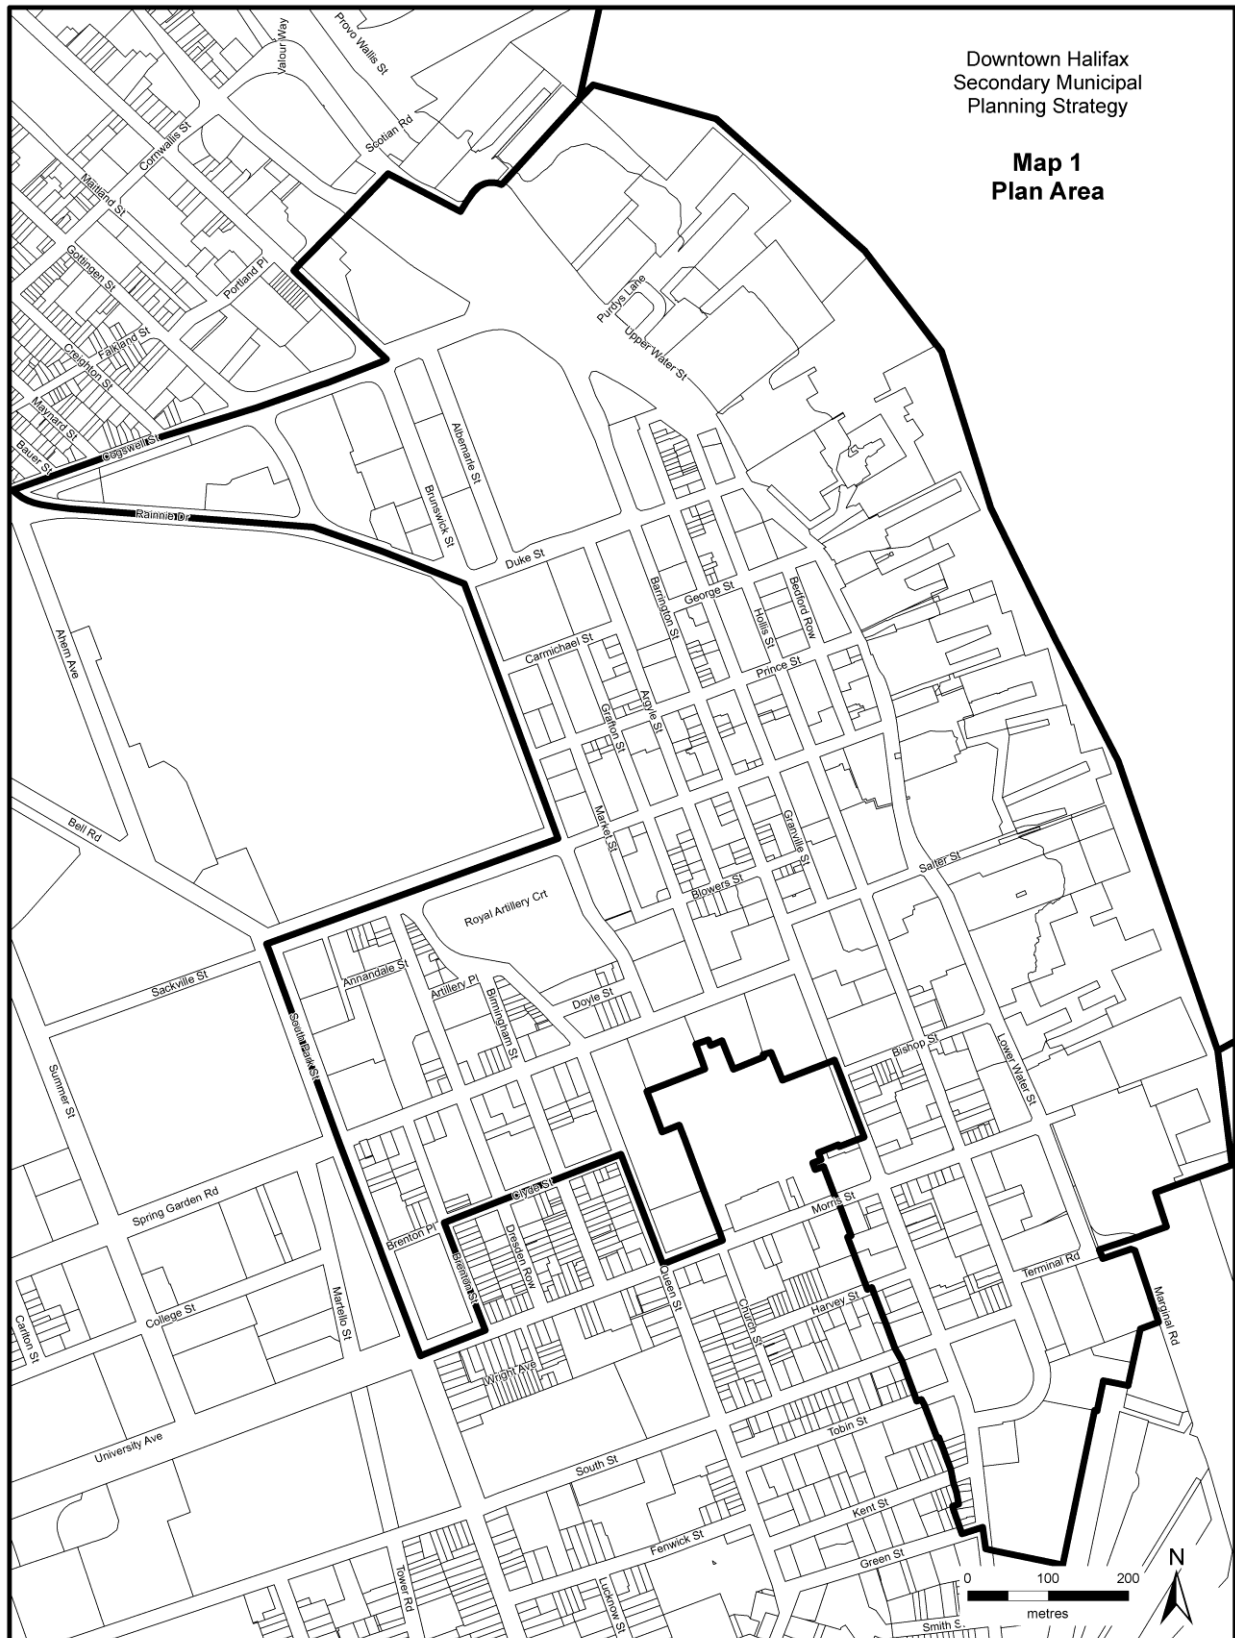 Downtown Halifax
Secondary Municipal
Planning Strategy
Map 1
Plan Area
Valour Way
Provo Wallis St
Scotian Rd
Cornwallis St
Maitland St
Gottingen St
Portland Pl
Falkland St
Creighton St
Maynard St
Bauer St
Cogswell St
Rainnie Dr
Purdys Lane
Upper Water St
Albemarle St
Brunswick St
Duke St
Barrington St
George St
Hollis St
Bedford Row
Carmichael St
Prince St
Argyle St
Grafton St
Market St
Granville St
Ahern Ave
Bell Rd
Salter St
Blowers St
Royal Artillery Crt
Annandale St
Artillery Pl
Birmingham St
Doyle St
Sackville St
South Park St
Summer St
Bishop St
Lower Water St
Spring Garden Rd
Clyde St
Morris St
Brenton Pl
Dresden Row
Brenton St
Queen St
Terminal Rd
Marginal Rd
Harvey St
Church St
College St
Martello St
Carlton St
Wright Ave
University Ave
Tobin St
South St
Kent St
Fenwick St
Green St
Tower Rd
Lucknow St
Smith S
N
0 100 200
metres